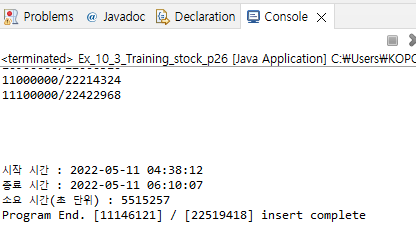 Problems @ Javadoc Declaration Console
<terminated> Ex_10_3_Training_stock_p26 [Java Application] C:₩Users₩KOPO
11000000/22214324
11100000/22422968
시작 시간 : 2022-05-11 04:38:12
종료 시간 : 2022-05-11 06:10:07
소요 시간(초 단위) : 5515257
Program End. [11146121] / [22519418] insert complete